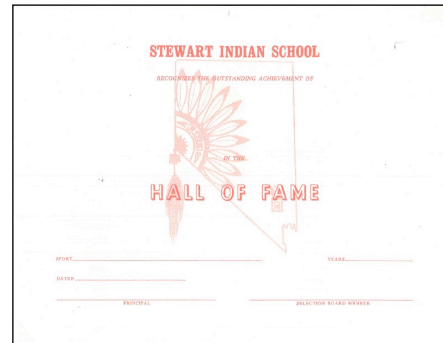 STEWART INDIAN SCHOOL
RECOGNIZES THE OUTSTANDING ACHIEVEMENT OF
IN THE
HALL OF FAME
SPORT YEARS
DATED
PRINCIPAL SELECTION BOARD MEMBER